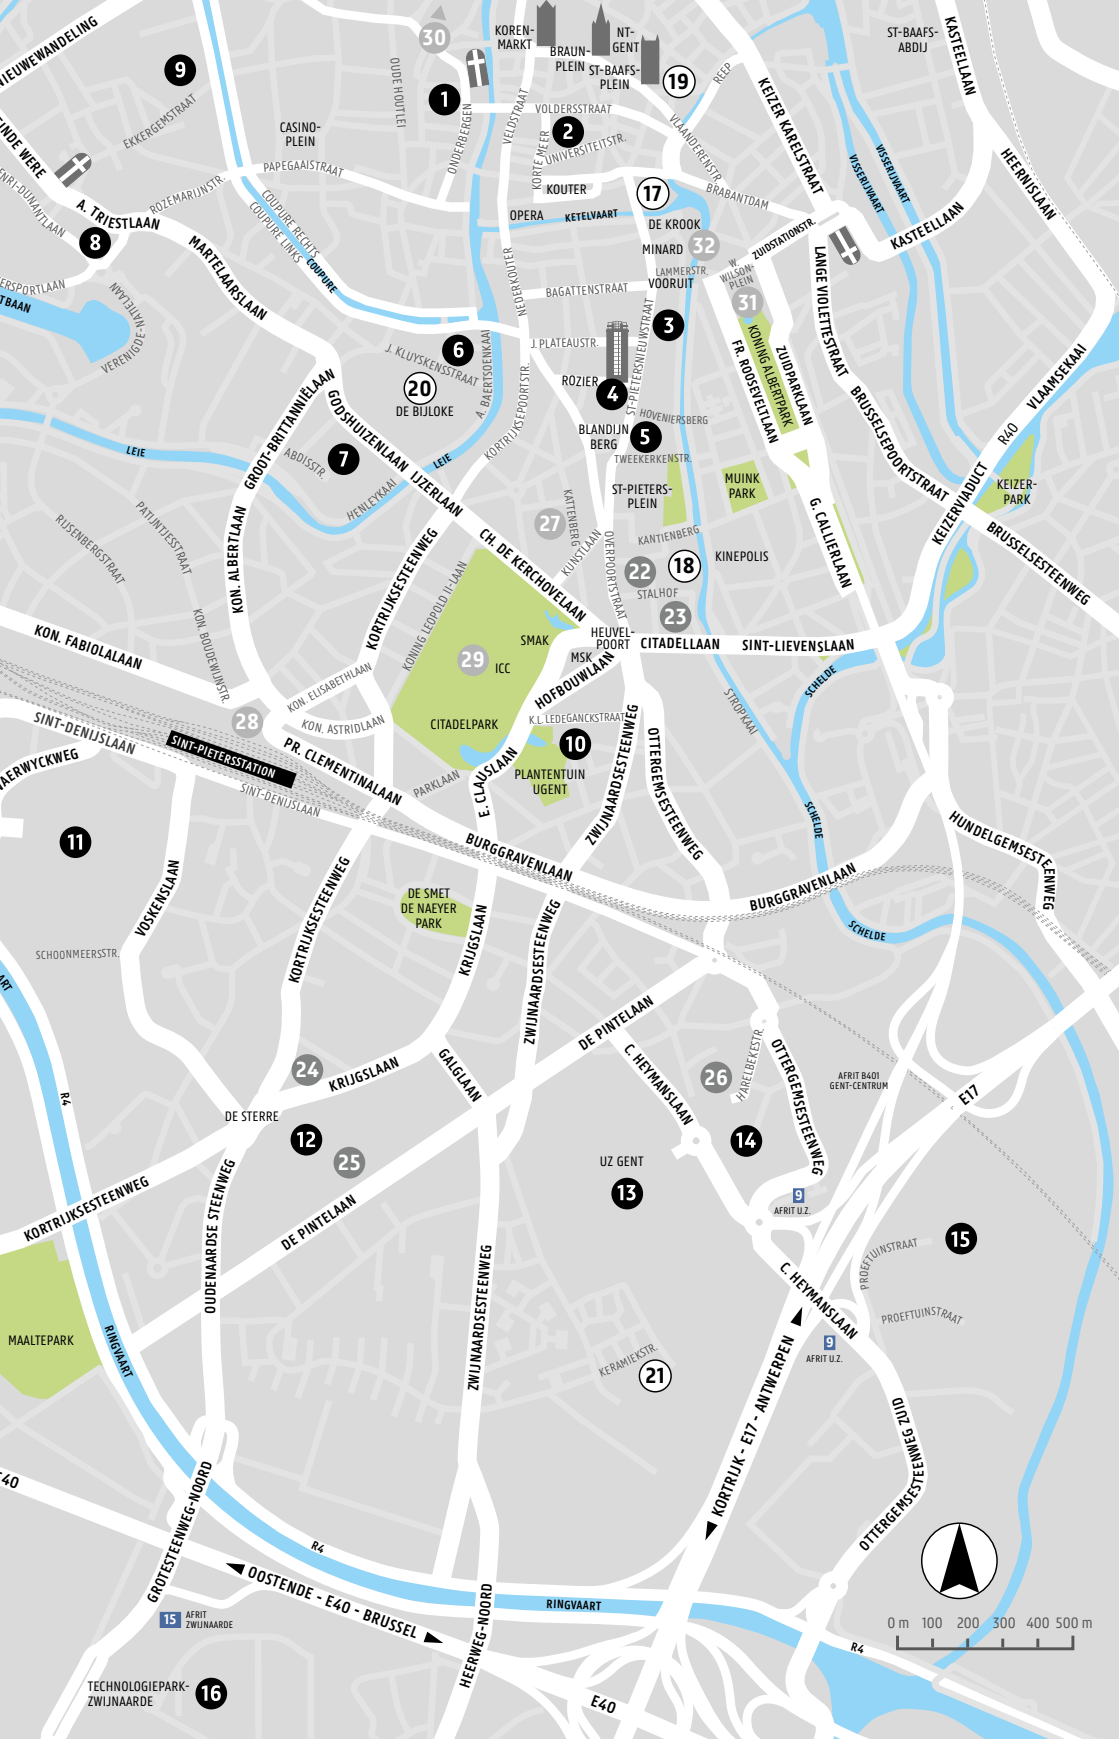 NIEUWEWANDELING
9
EKKERGEMSTRAAT
EINDE WERE
CASINO-
PLEIN
PAPEGAAISTRAAT
ROZEMARIJNSTR.
COUPURE RECHTS
COUPURE LINKS
COUPURE
A. TRIESTLAAN
8
MARTELAARSLAAN
VERENIGDE-NATIELAAN
30
OUDE HOUTLEI
1
ONDERBERGEN
KOREN-
MARKT
BRAUN-
PLEIN
NT-
GENT
ST-BAAFS-
PLEIN
19
REEP
VELDSTRAAT
VOLDERSSTRAAT
2
KORTE MEER
UNIVERSITEITSTR.
VLAANDERENSTR.
KOUTER
17
BRABANTDAM
OPERA
KETELVAART
DE KROOK
MINARD
32
LAMMERSTR.
VOORUIT
W.
WILSON-
PLEIN
31
ZUIDSTATIONSTR.
KEIZER KARELSTRAAT
ST-BAAFS-
ABDIJ
KASTEELLAAN
VISSERIJVAART
VISSERIJVAART
HEERNISLAAN
KASTEELLAAN
LANGE VIOLETTESTRAAT
NEDERKOUTER
BAGATTENSTRAAT
3
J. PLATEAUSTR.
ST-PIETERSNIEUWSTRAAT
ROZIER
4
6
J. KLUYSKENSSTRAAT
20
DE BIJLOKE
A. BAERTSOENKAAI
KORTRIJKSEPOORTSTR.
BLANDIJN
BERG
5
HOVENIERSBERG
TWEEKERKENSTR.
FR. ROOSEVELTLAAN
KONING ALBERTPARK
ZUIDPARKLAAN
BRUSSELSEPOORTSTRAAT
VLAAMSEKAAI
R40
KEIZERVIADUCT
KEIZER-
PARK
BRUSSELSESTEENWEG
GROOT-BRITTANNIËLAAN
GODSHUIZENLAAN
LEIE
ABDISSTR.
7
IJZERLAAN
LEIE
HENLEYKAAI
PATIJNTJESSTRAAT
RIJSENBERGSTRAAT
KON. ALBERTLAAN
KON. BOUDEWIJNSTR.
27
KATTENBERG
KUNSTLAAN
ST-PIETERS-
PLEIN
MUINK
PARK
KANTIENBERG
OVERPOORTSTRAAT
22
18
KINEPOLIS
STALHOF
23
G. CALLIERLAAN
CH. DE KERCHOVELAAN
KORTRIJKSESTEENWEG
KONING LEOPOLD II-LAAN
HEUVEL-
POORT
CITADELLAAN
SINT-LIEVENSLAAN
SMAK
MSK
29
ICC
HOFBOUWLAAN
CITADELPARK
K.L. LEDEGANCKSTRAAT
10
PLANTENTUIN
UGENT
STROPKAAI
SCHELDE
KON. FABIOLALAAN
KON. ELISABETHLAAN
KON. ASTRIDLAAN
28
SINT-DENIJSLAAN
SINT-PIETERSSTATION
SINT-DENIJSLAAN
PR. CLEMENTINALAAN
PARKLAAN
E. CLAUSLAAN
ZWIJNAARDSESTEENWEG
OTTERGEMSESTEENWEG
SCHELDE
11
BURGGRAVENLAAN
BURGGRAVENLAAN
HUNDELGEMSESTEENWEG
VOSKENSLAAN
SCHOONMEERSSTR.
KORTRIJKSESTEENWEG
DE SMET
DE NAEYER
PARK
KRIJGSLAAN
ZWIJNAARDSESTEENWEG
SCHELDE
DE PINTELAAN
C. HEYMANSLAAN
26
HARELBEKESTR.
OTTERGEMSESTEENWEG
AFRIT B401
GENT-CENTRUM
E17
R4
24
KRIJGSLAAN
GALGLAAN
DE STERRE
12
25
14
UZ GENT
13
9
AFRIT U.Z.
KORTRIJKSESTEENWEG
OUDENAARDSE STEENWEG
DE PINTELAAN
ZWIJNAARDSESTEENWEG
15
PROEFTUINSTRAAT
PROEFTUINSTRAAT
C. HEYMANSLAAN
9
AFRIT U.Z.
MAALTEPARK
RINGVAART
KERAMIEKSTR.
21
KORTRIJK - E17 - ANTWERPEN
OTTERGEMSESTEENWEG ZUID
E40
GROTESTEENWEG-NOORD
R4
OOSTENDE - E40 - BRUSSEL
15
AFRIT
ZWIJNAARDE
RINGVAART
HEERWEG-NOORD
0 m 100 200 300 400 500 m
R4
TECHNOLOGIEPARK-
ZWIJNAARDE
16
E40